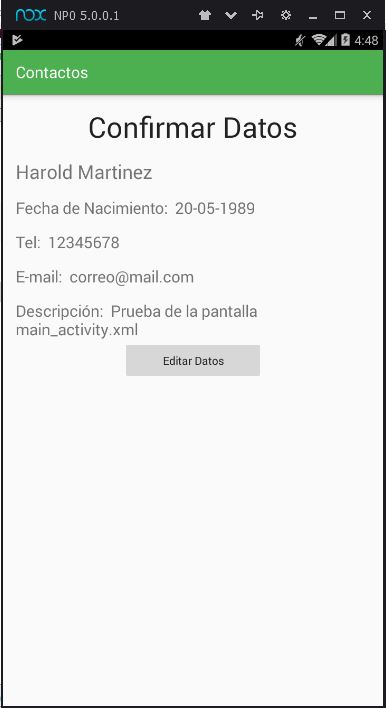 nox NP0 5.0.0.1
4:48
Contactos
Confirmar Datos
Harold Martinez
Fecha de Nacimiento: 20-05-1989
Tel: 12345678
E-mail: correo@mail.com
Descripción: Prueba de la pantalla
main_activity.xml
Editar Datos